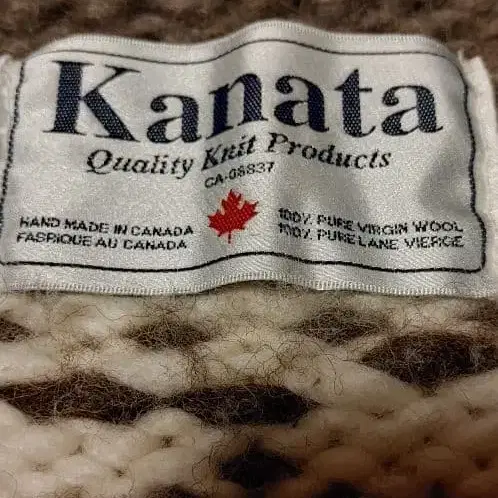 Kanata
Quality Knit Products
CA-08837
HAND MADE IN CANADA
FABRIQUE AU CANADA
100% PURE VIRGIN WOOL
100% PURE LANE VIERGE